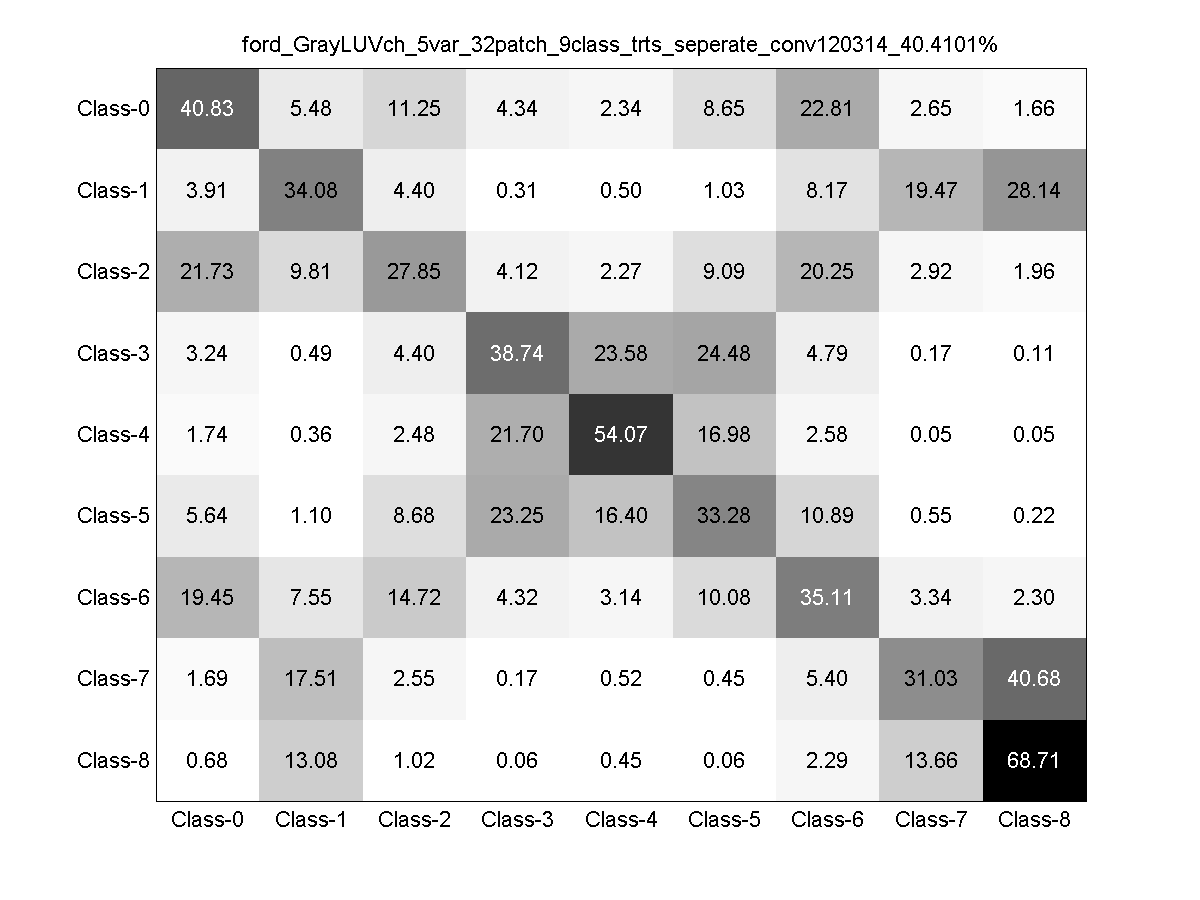 ford_GrayLUVch_5var_32patch_9class_trts_seperate_conv120314_40.4101%
Class-0 40.83 5.48 11.25 4.34 2.34 8.65 22.81 2.65 1.66
Class-1 3.91 34.08 4.40 0.31 0.50 1.03 8.17 19.47 28.14
Class-2 21.73 9.81 27.85 4.12 2.27 9.09 20.25 2.92 1.96
Class-3 3.24 0.49 4.40 38.74 23.58 24.48 4.79 0.17 0.11
Class-4 1.74 0.36 2.48 21.70 54.07 16.98 2.58 0.05 0.05
Class-5 5.64 1.10 8.68 23.25 16.40 33.28 10.89 0.55 0.22
Class-6 19.45 7.55 14.72 4.32 3.14 10.08 35.11 3.34 2.30
Class-7 1.69 17.51 2.55 0.17 0.52 0.45 5.40 31.03 40.68
Class-8 0.68 13.08 1.02 0.06 0.45 0.06 2.29 13.66 68.71
Class-0 Class-1 Class-2 Class-3 Class-4 Class-5 Class-6 Class-7 Class-8